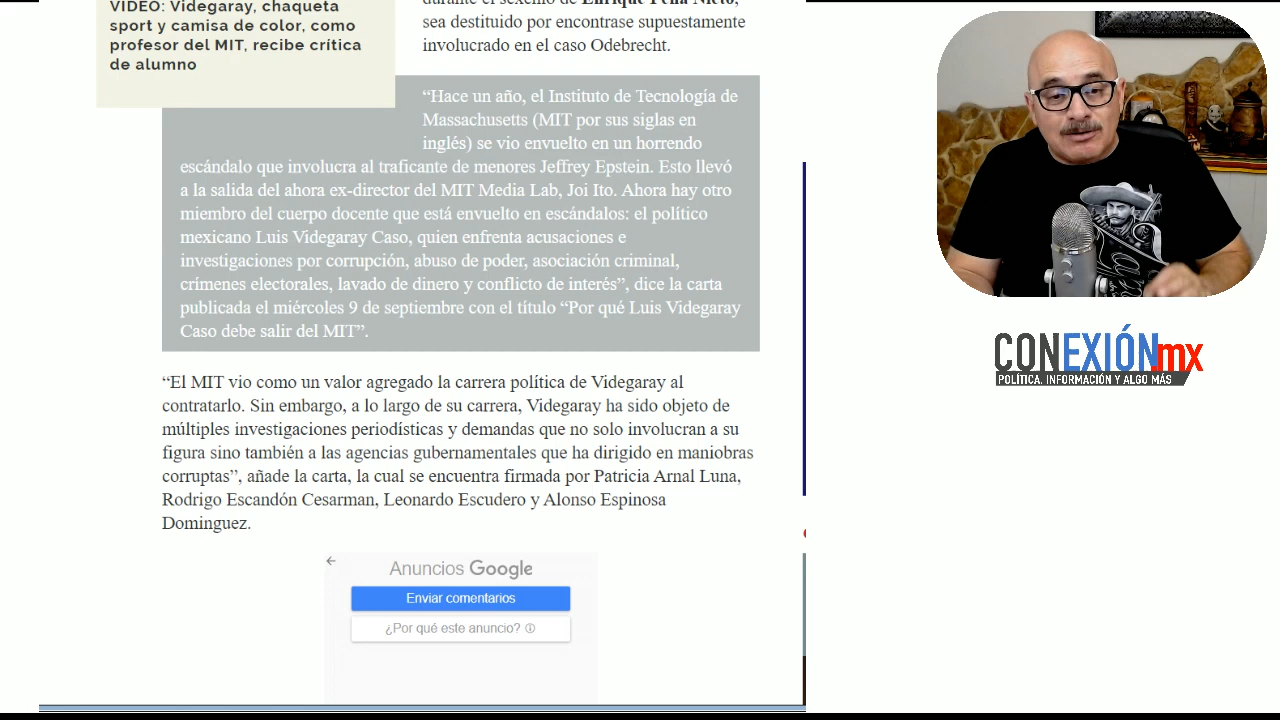 VIDEO: Videgaray, chaqueta
sport y camisa de color, como
profesor del MIT, recibe crítica
de alumno
durante el sexenio de Enrique Peña Nieto,
sea destituido por encontrase supuestamente
involucrado en el caso Odebrecht.
“Hace un año, el Instituto de Tecnología de
Massachusetts (MIT por sus siglas en
inglés) se vio envuelto en un horrendo
escándalo que involucra al traficante de menores Jeffrey Epstein. Esto llevó
a la salida del ahora ex-director del MIT Media Lab, Joi Ito. Ahora hay otro
miembro del cuerpo docente que está envuelto en escándalos: el político
mexicano Luis Videgaray Caso, quien enfrenta acusaciones e
investigaciones por corrupción, abuso de poder, asociación criminal,
crímenes electorales, lavado de dinero y conflicto de interés”, dice la carta
publicada el miércoles 9 de septiembre con el título “Por qué Luis Videgaray
Caso debe salir del MIT”.
“El MIT vio como un valor agregado la carrera política de Videgaray al
contratarlo. Sin embargo, a lo largo de su carrera, Videgaray ha sido objeto de
múltiples investigaciones periodísticas y demandas que no solo involucran a su
figura sino también a las agencias gubernamentales que ha dirigido en maniobras
corruptas”, añade la carta, la cual se encuentra firmada por Patricia Arnal Luna,
Rodrigo Escandón Cesarman, Leonardo Escudero y Alonso Espinosa
Dominguez.
Anuncios Google
Enviar comentarios
¿Por qué este anuncio?
CONEXIÓN.mx
POLÍTICA, INFORMACIÓN Y ALGO MÁS